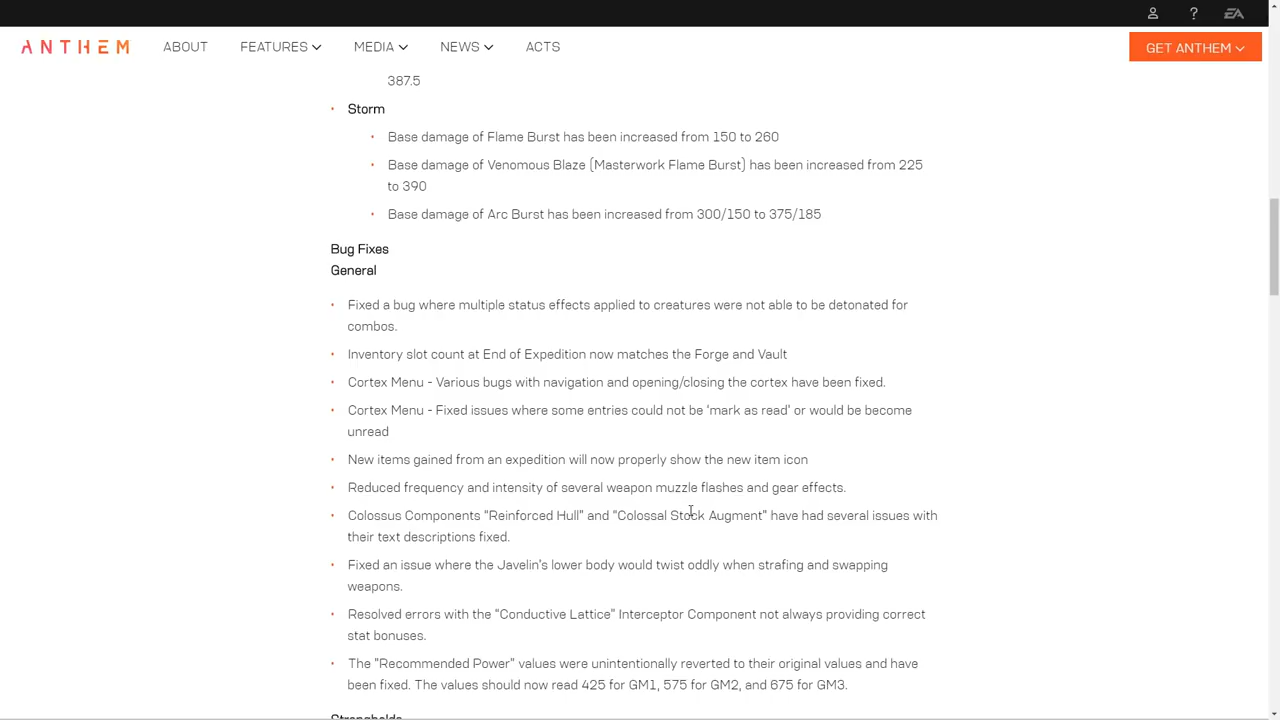 EA
ANTHEM ABOUT FEATURES MEDIA NEWS ACTS GET ANTHEM
387.5
Storm
Base damage of Flame Burst has been increased from 150 to 260
Base damage of Venomous Blaze (Masterwork Flame Burst) has been increased from 225
to 390
Base damage of Arc Burst has been increased from 300/150 to 375/185
Bug Fixes
General
Fixed a bug where multiple status effects applied to creatures were not able to be detonated for
combos.
Inventory slot count at End of Expedition now matches the Forge and Vault
Cortex Menu - Various bugs with navigation and opening/closing the cortex have been fixed.
Cortex Menu - Fixed issues where some entries could not be 'mark as read' or would be become
unread
New items gained from an expedition will now properly show the new item icon
Reduced frequency and intensity of several weapon muzzle flashes and gear effects.
Colossus Components "Reinforced Hull" and "Colossal Stock Augment" have had several issues with
their text descriptions fixed.
Fixed an issue where the Javelin's lower body would twist oddly when strafing and swapping
weapons.
Resolved errors with the "Conductive Lattice" Interceptor Component not always providing correct
stat bonuses.
The "Recommended Power" values were unintentionally reverted to their original values and have
been fixed. The values should now read 425 for GM1, 575 for GM2, and 675 for GM3.
Strongholds